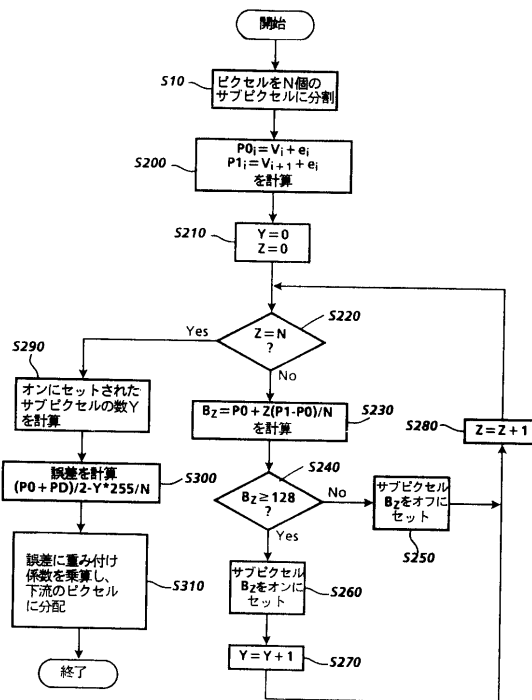 開始
S10
ピクセルをN個の
サブピクセルに分割
S200
P0i=Vi+ei
P1i=Vi+1+ei
を計算
S210
Y=0
Z=0
S220
Z=N
?
Yes
No
S290
オンにセットされた
サブピクセルの数Y
を計算
S230
BZ=P0+Z(P1-P0)/N
を計算
S280
Z=Z+1
S300
誤差を計算
(P0+PD)/2-Y*255/N
S240
BZ≥128
?
No
Yes
サブピクセル
BZをオフに
セット
S250
S310
誤差に重み付け
係数を乗算し、
下流のピクセル
に分配
サブピクセル
BZをオンに
セット
S260
Y=Y+1
S270
終了